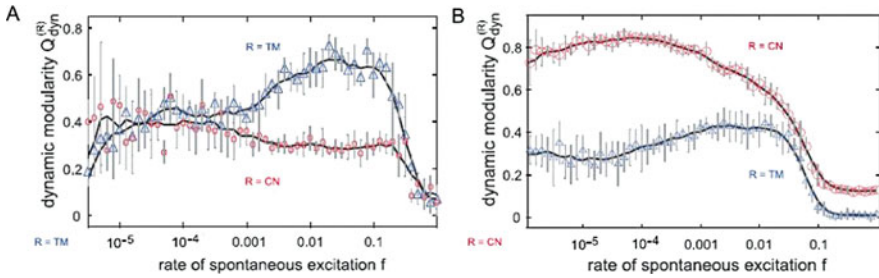 A
dynamic modularity Q_dyn^(R)
0.8
0.6
0.4
0.2
0
R = TM
R = CN
10^-5
10^-4
0.001
0.01
0.1
R = TM
rate of spontaneous excitation f
B
dynamic modularity Q_dyn^(R)
0.8
0.6
0.4
0.2
0
R = CN
R = TM
10^-5
10^-4
0.001
0.01
0.1
R = CN
rate of spontaneous excitation f